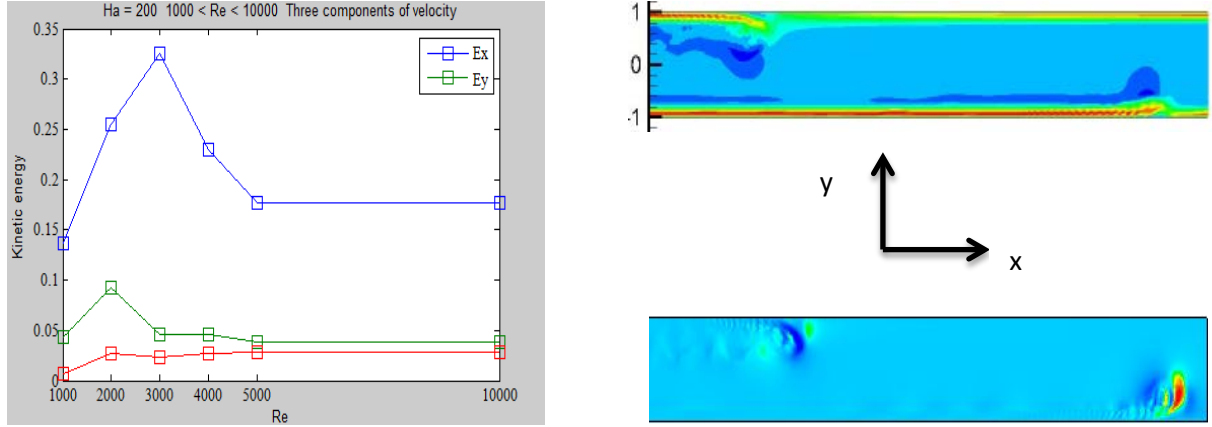 Ha = 200 1000 < Re < 10000 Three components of velocity
0.35
0.3
0.25
0.2
0.15
0.1
0.05
0
Kinetic energy
Ex
Ey
1000
2000
3000
4000
5000
10000
Re
1
0
-1
y
x